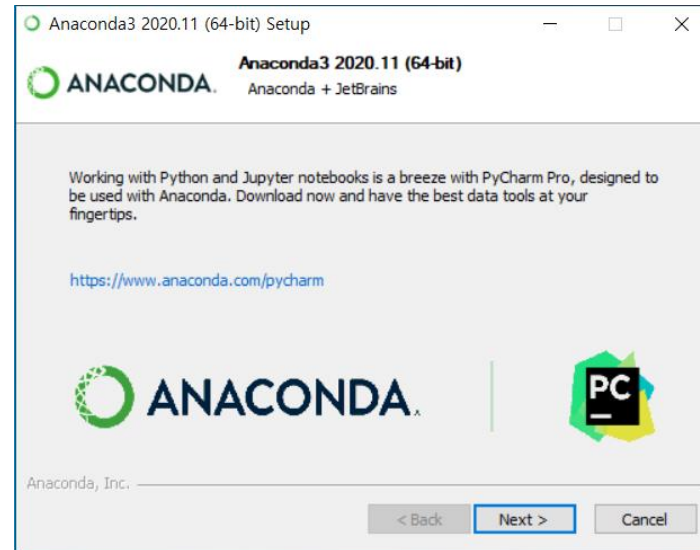 Anaconda3 2020.11 (64-bit) Setup
ANACONDA.
Anaconda3 2020.11 (64-bit)
Anaconda + JetBrains
Working with Python and Jupyter notebooks is a breeze with PyCharm Pro, designed to
be used with Anaconda. Download now and have the best data tools at your
fingertips.
https://www.anaconda.com/pycharm
ANACONDA.
PC
Anaconda, Inc.
< Back Next > Cancel